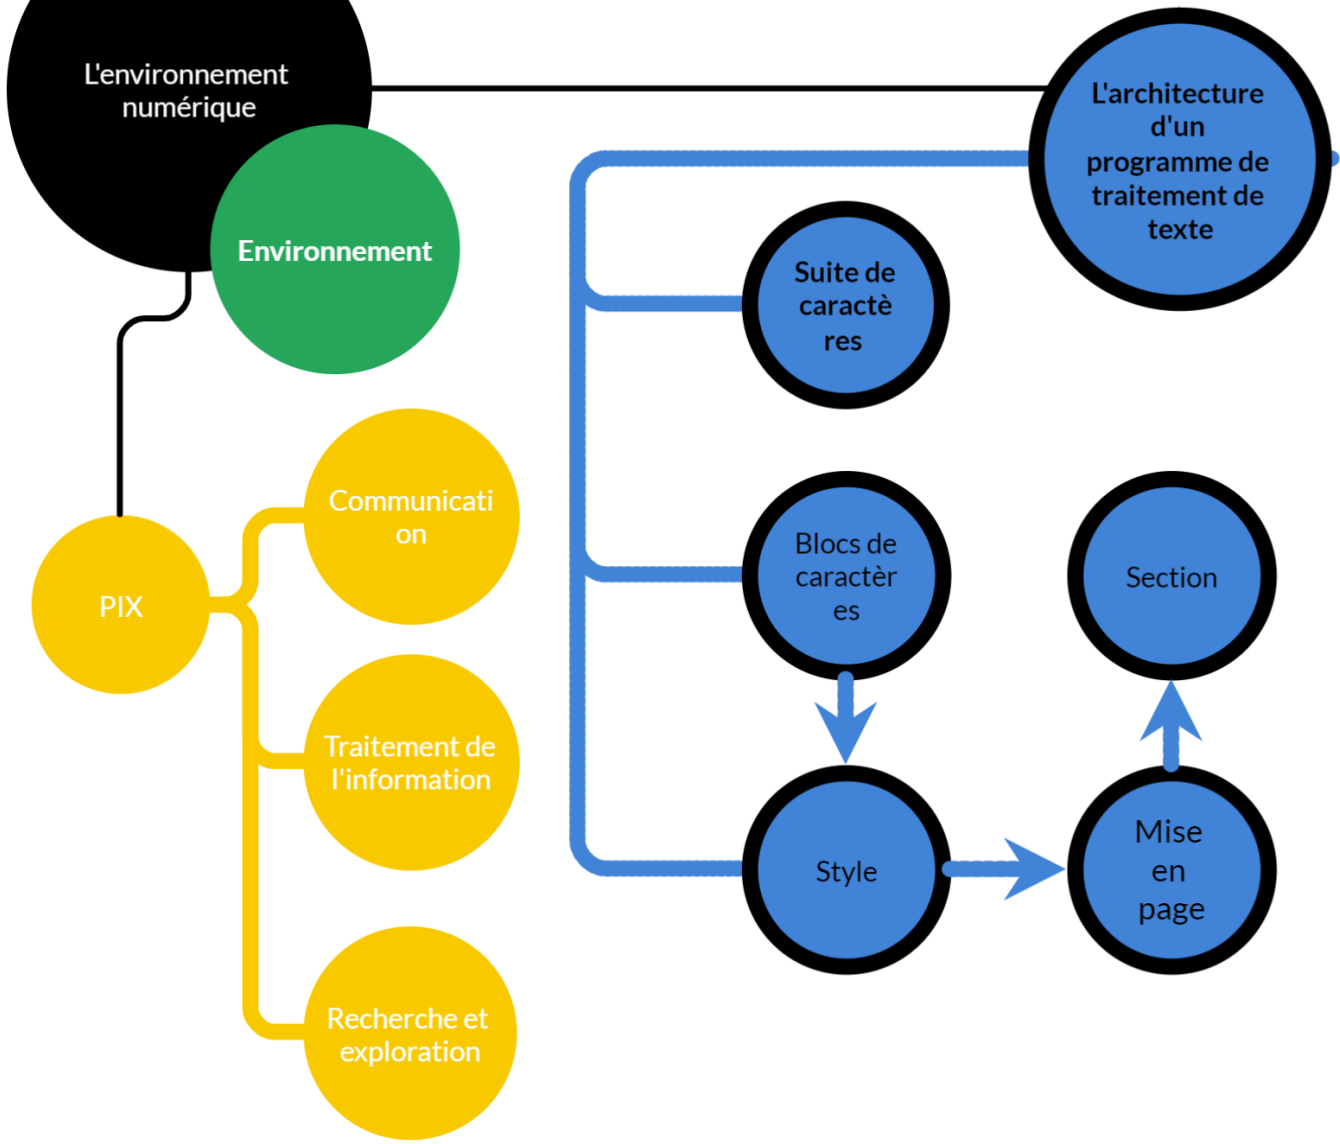 L'environnement
numérique
Environnement
L'architecture
d'un
programme de
traitement de
texte
Suite de
caractè
res
Blocs de
caractèr
es
Section
Style
Mise
en
page
PIX
Communicati
on
Traitement de
l'information
Recherche et
exploration